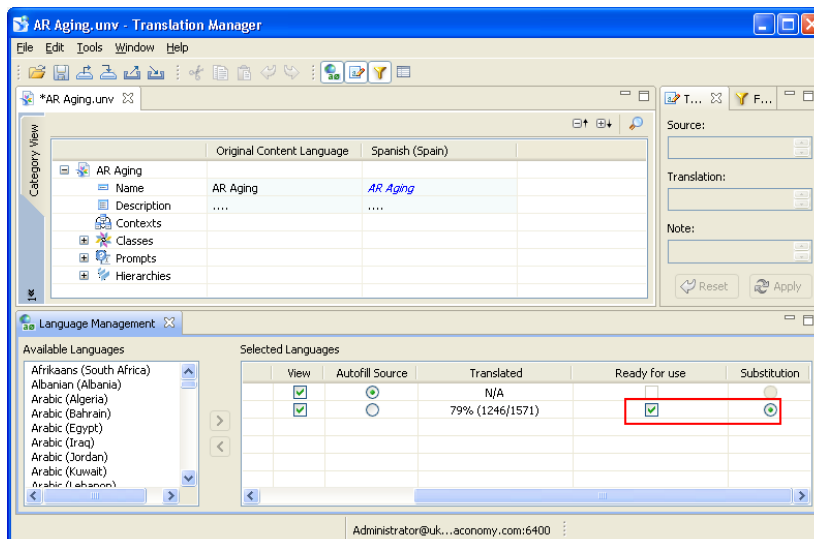 AR Aging.unv - Translation Manager
File Edit Tools Window Help
*AR Aging.unv
T... F...
Category View
Original Content Language Spanish (Spain)
AR Aging
Name AR Aging AR Aging
Description .... ....
Contexts
Classes
Prompts
Hierarchies
Source:
Translation:
Note:
Reset Apply
Language Management
Available Languages Selected Languages
Afrikaans (South Africa)
Albanian (Albania)
Arabic (Algeria)
Arabic (Bahrain)
Arabic (Egypt)
Arabic (Iraq)
Arabic (Jordan)
Arabic (Kuwait)
Arabic (Lebanon)
View Autofill Source Translated Ready for use Substitution
N/A
79% (1246/1571)
Administrator@uk...aconomy.com:6400